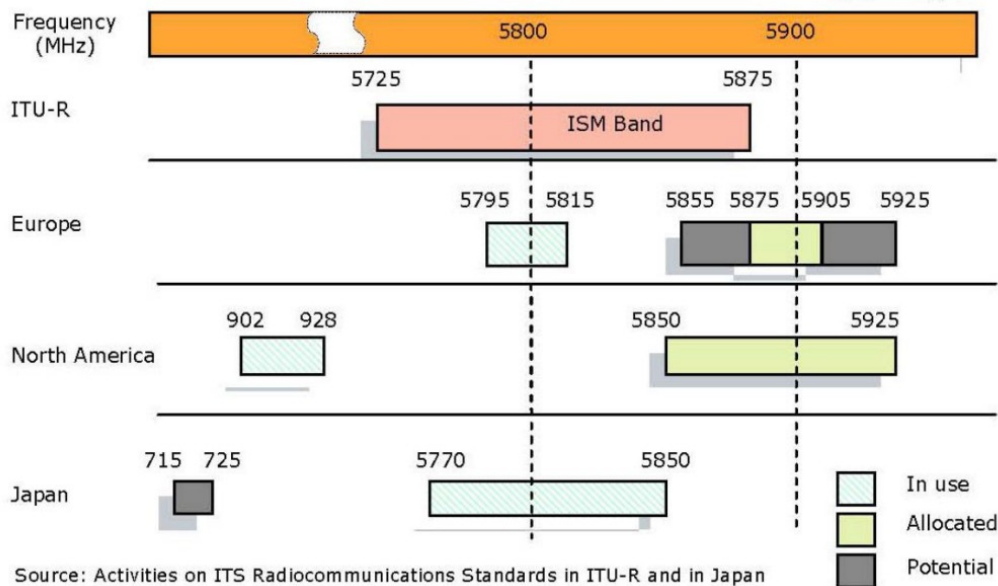 Frequency
(MHz)
5800 5900
5725 5875
ITU-R
ISM Band
5795 5815 5855 5875 5905 5925
Europe
902 928 5850 5925
North America
715 725 5770 5850
Japan
In use
Allocated
Potential
Source: Activities on ITS Radiocommunications Standards in ITU-R and in Japan